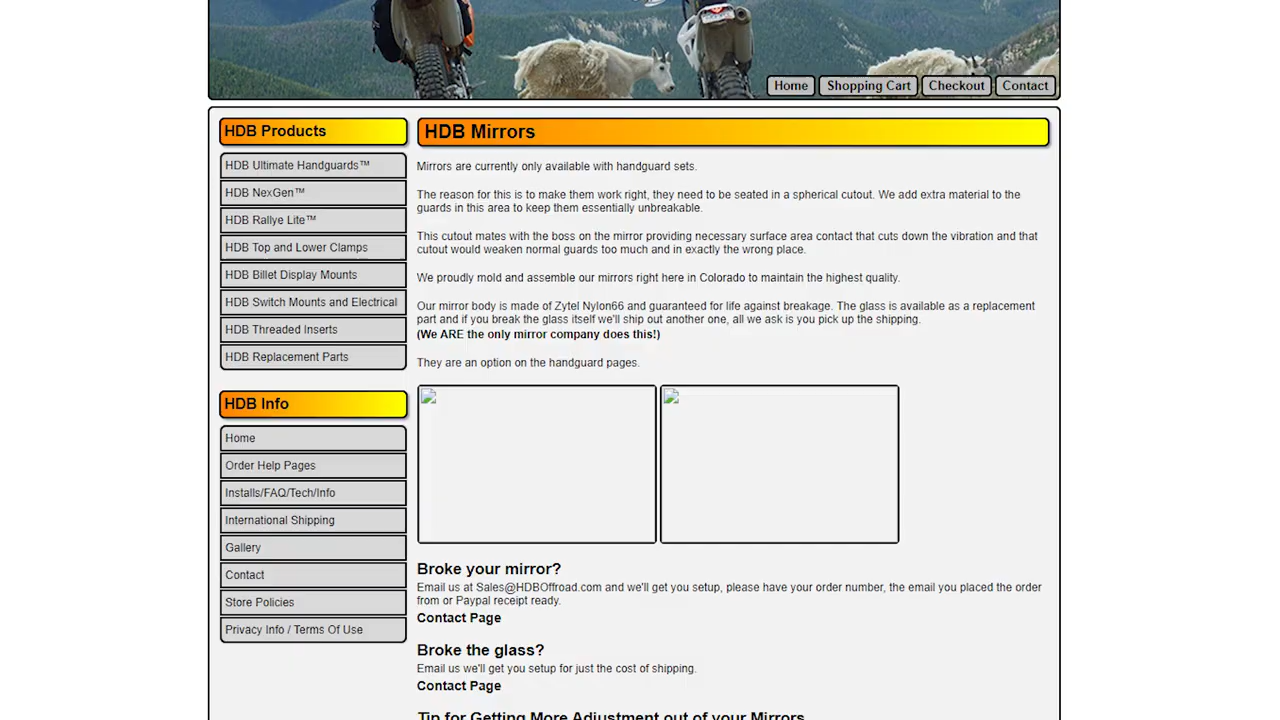 Home
Shopping Cart
Checkout
Contact
HDB Products
HDB Ultimate Handguards™
HDB NexGen™
HDB Rallye Lite™
HDB Top and Lower Clamps
HDB Billet Display Mounts
HDB Switch Mounts and Electrical
HDB Threaded Inserts
HDB Replacement Parts
HDB Info
Home
Order Help Pages
Installs/FAQ/Tech/Info
International Shipping
Gallery
Contact
Store Policies
Privacy Info / Terms Of Use
HDB Mirrors
Mirrors are currently only available with handguard sets.
The reason for this is to make them work right, they need to be seated in a spherical cutout. We add extra material to the
guards in this area to keep them essentially unbreakable.
This cutout mates with the boss on the mirror providing necessary surface area contact that cuts down the vibration and that
cutout would weaken normal guards too much and in exactly the wrong place.
We proudly mold and assemble our mirrors right here in Colorado to maintain the highest quality.
Our mirror body is made of Zytel Nylon66 and guaranteed for life against breakage. The glass is available as a replacement
part and if you break the glass itself we'll ship out another one, all we ask is you pick up the shipping.
(We ARE the only mirror company does this!)
They are an option on the handguard pages.
Broke your mirror?
Email us at Sales@HDBOffroad.com and we'll get you setup, please have your order number, the email you placed the order
from or Paypal receipt ready.
Contact Page
Broke the glass?
Email us we'll get you setup for just the cost of shipping.
Contact Page
Tip for Getting More Adjustment out of your Mirrors